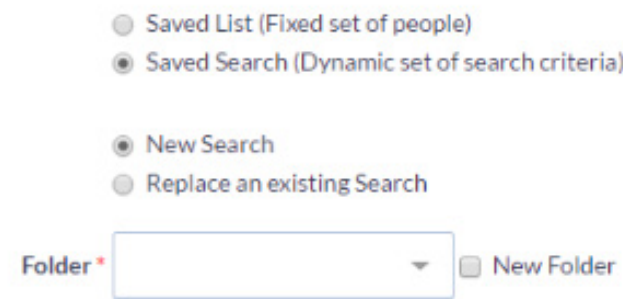 Saved List (Fixed set of people)
Saved Search (Dynamic set of search criteria)
New Search
Replace an existing Search
Folder * New Folder